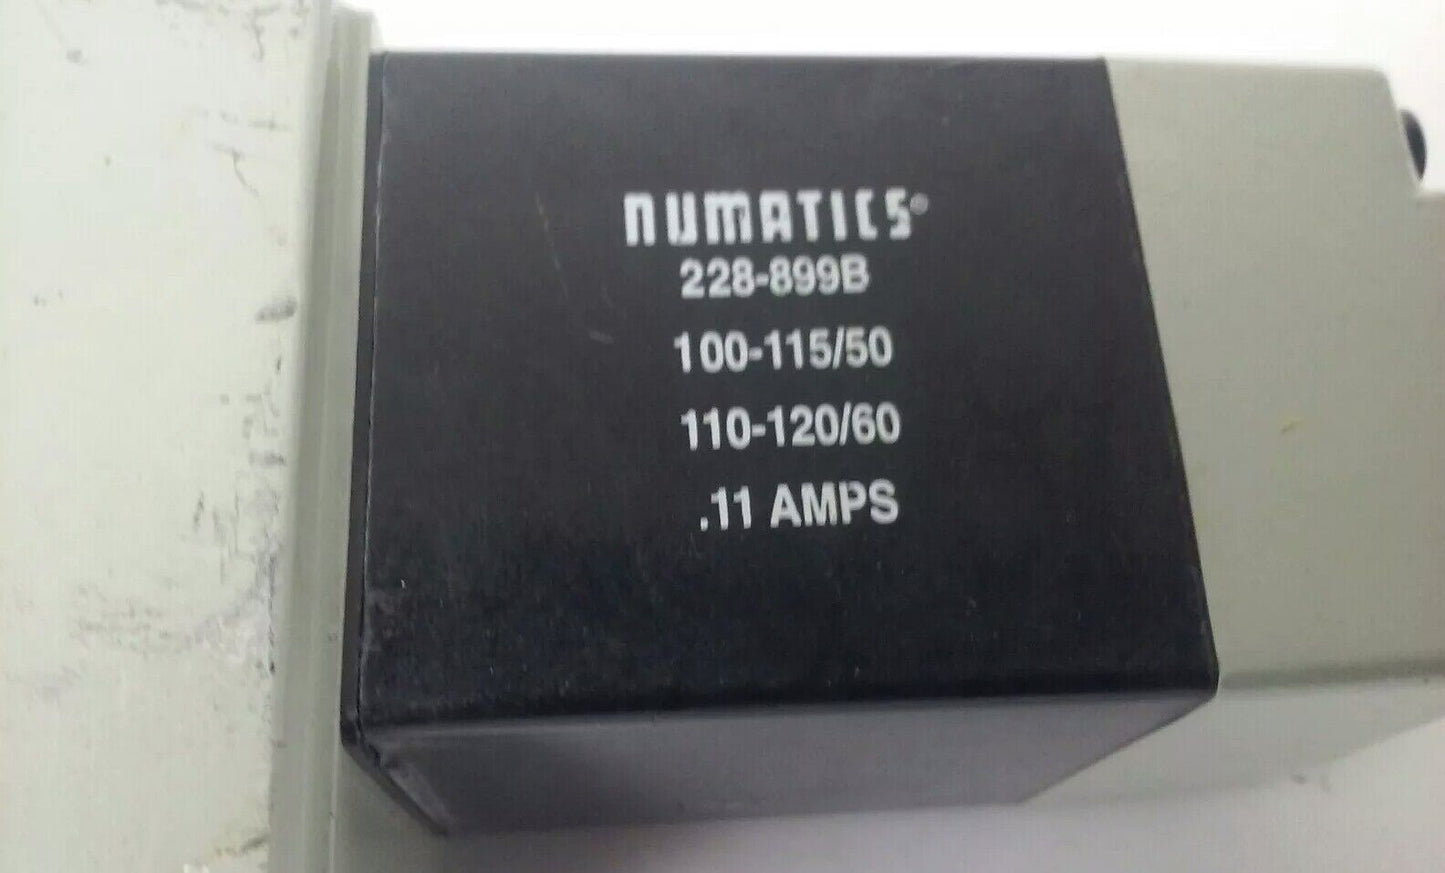 NUMATICS®
228-899B
100-115/50
110-120/60
.11 AMPS